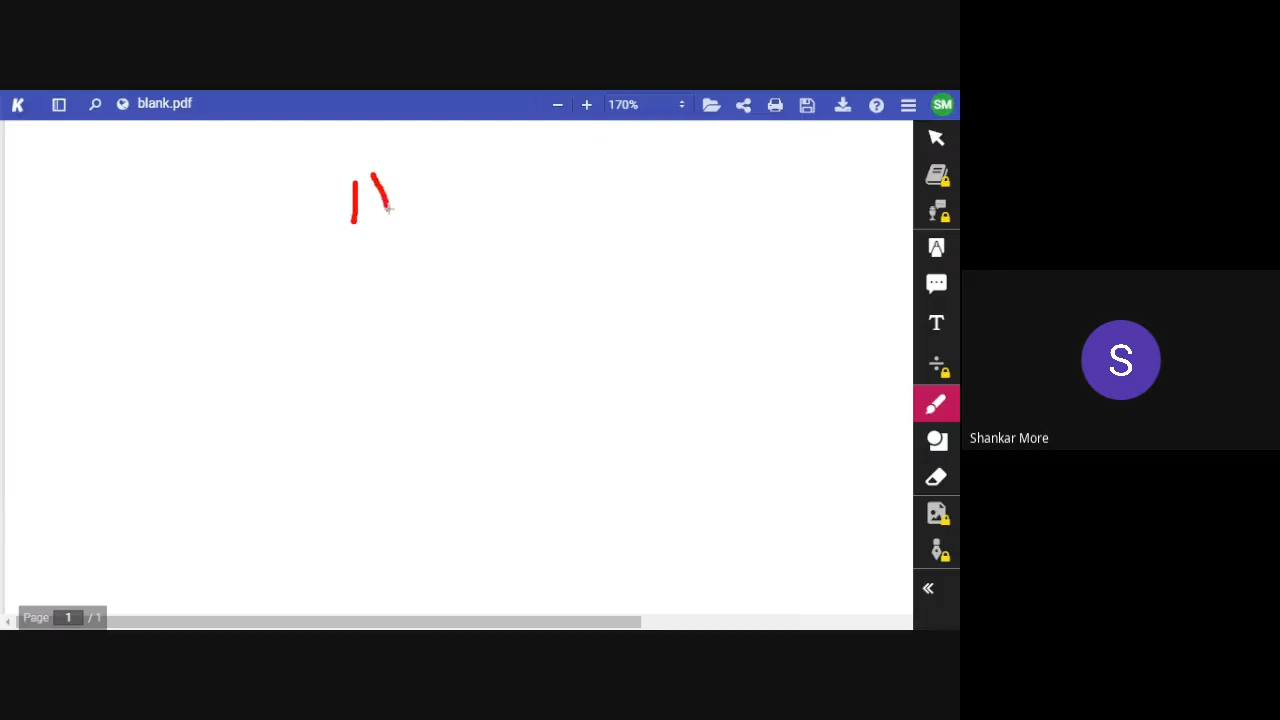 K blank.pdf 170% ? SM
A
T
Page 1 / 1
S
Shankar More